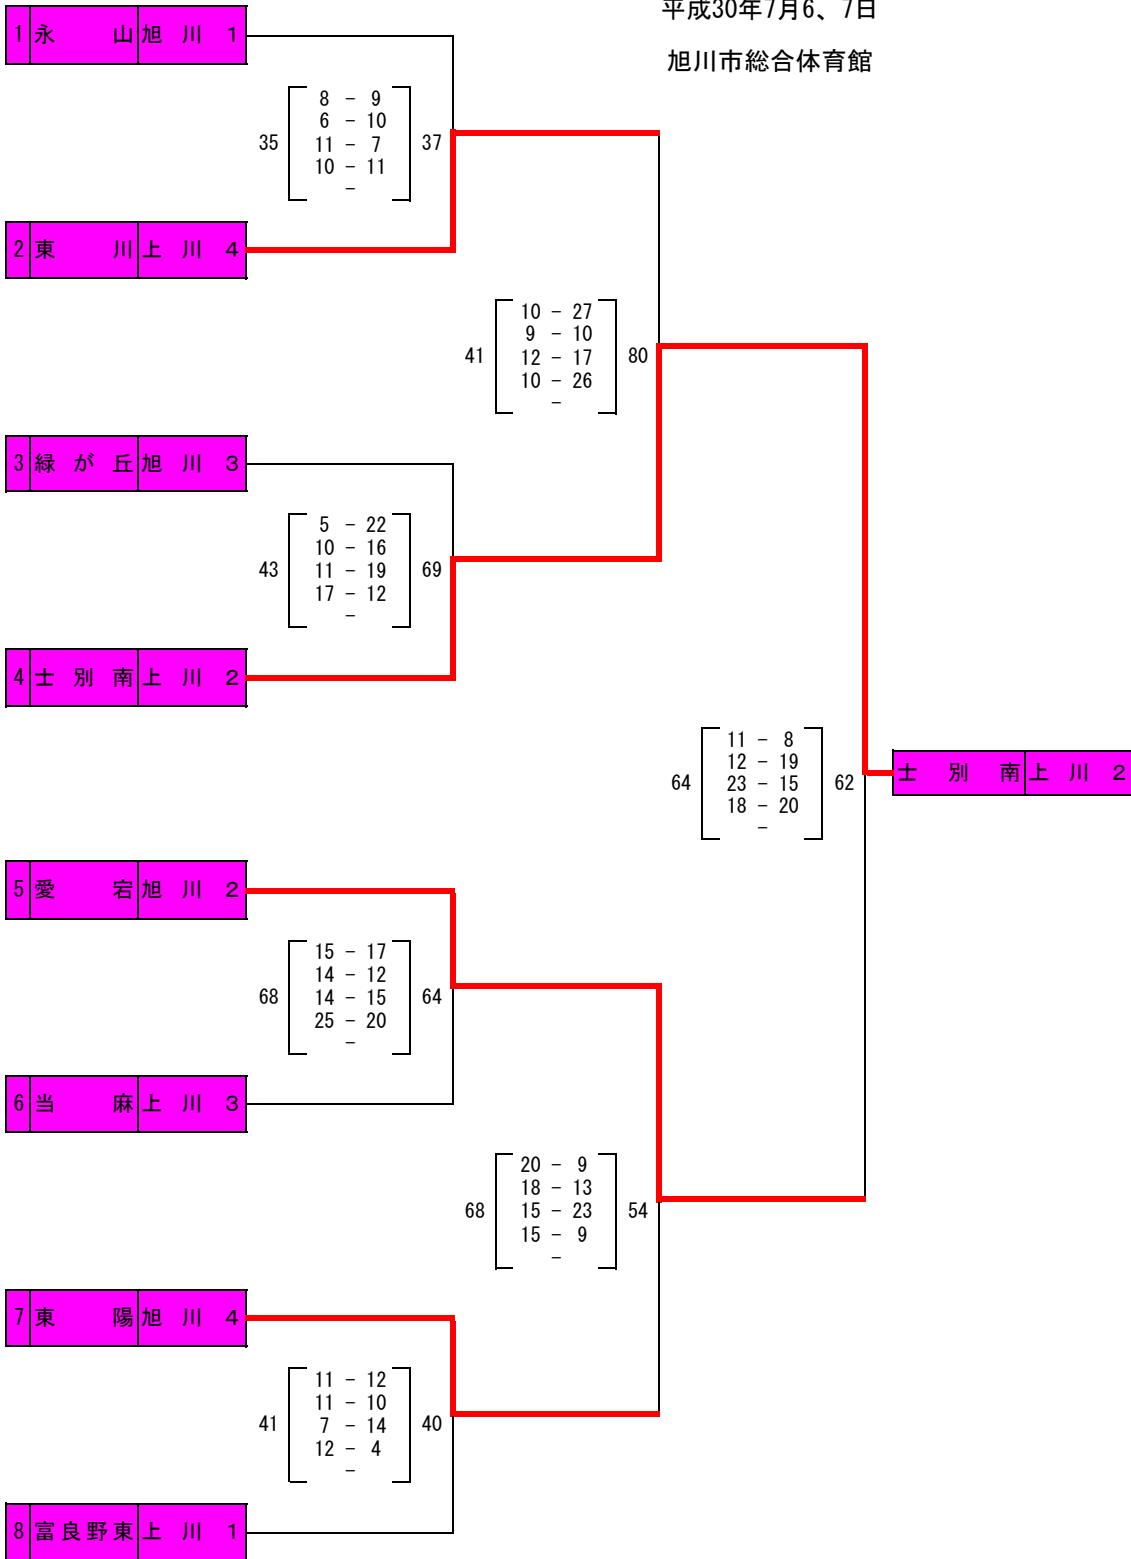 平成30年7月6、7日
旭川市総合体育館
1 永 山 旭 川 1
8 - 9
6 - 10
35 11 - 7 37
10 - 11
-
2 東 川 上 川 4
10 - 27
9 - 10
41 12 - 17 80
10 - 26
-
3 緑 が 丘 旭 川 3
5 - 22
10 - 16
43 11 - 19 69
17 - 12
-
4 士 別 南 上 川 2
11 - 8
12 - 19
64 23 - 15 62
18 - 20
-
士 別 南 上 川 2
5 愛 宕 旭 川 2
15 - 17
14 - 12
68 14 - 15 64
25 - 20
-
6 当 麻 上 川 3
20 - 9
18 - 13
68 15 - 23 54
15 - 9
-
7 東 陽 旭 川 4
11 - 12
11 - 10
41 7 - 14 40
12 - 4
-
8 富良野東 上 川 1